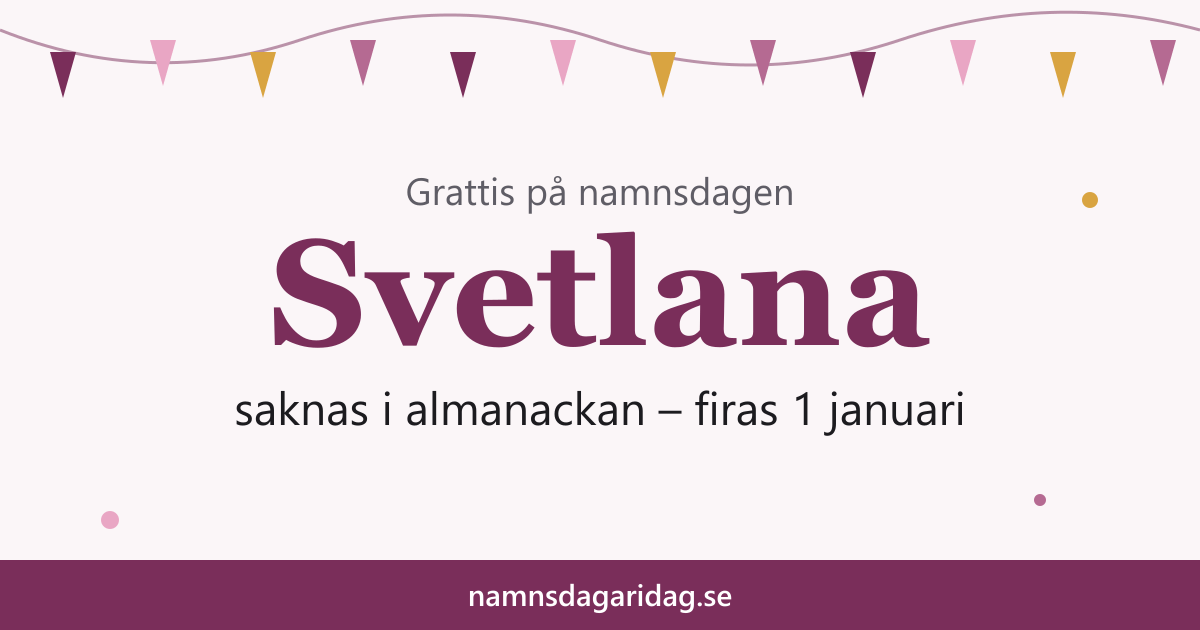 Grattis på namnsdagen
Svetlana
saknas i almanackan – firas 1 januari
namnsdagaridag.se